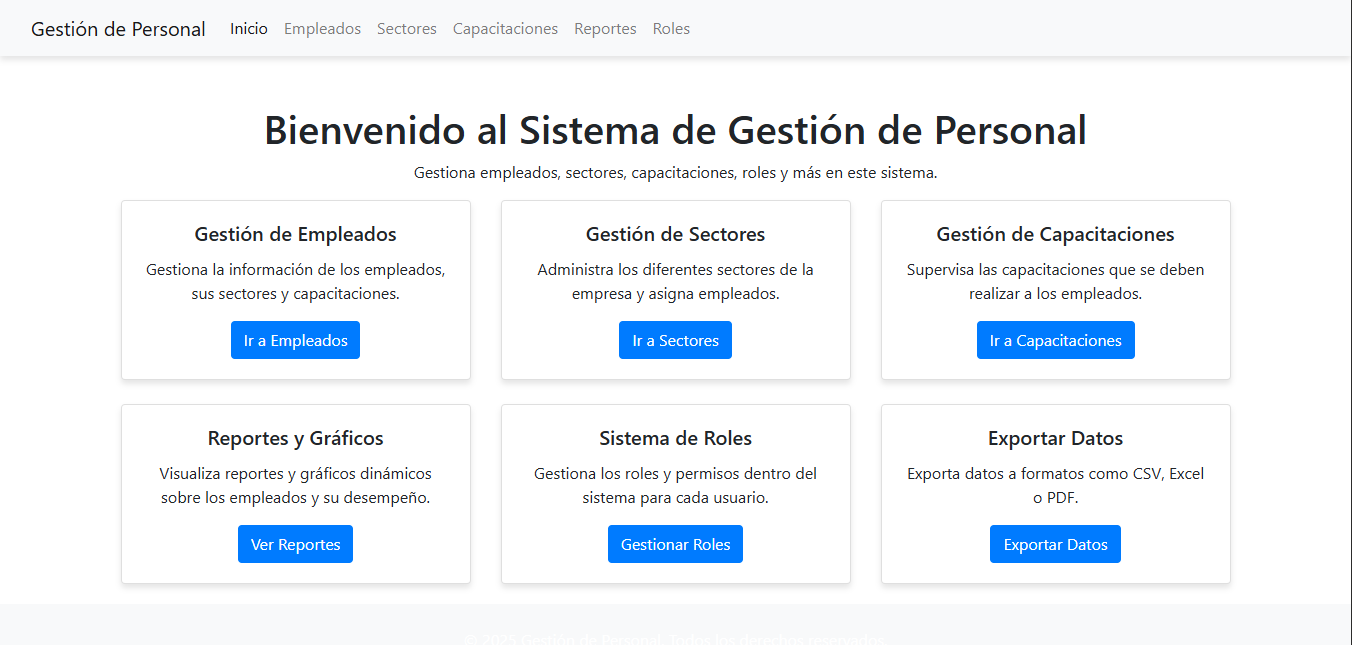 Gestión de Personal Inicio Empleados Sectores Capacitaciones Reportes Roles
Bienvenido al Sistema de Gestión de Personal
Gestiona empleados, sectores, capacitaciones, roles y más en este sistema.
Gestión de Empleados
Gestiona la información de los empleados,
sus sectores y capacitaciones.
Ir a Empleados
Gestión de Sectores
Administra los diferentes sectores de la
empresa y asigna empleados.
Ir a Sectores
Gestión de Capacitaciones
Supervisa las capacitaciones que se deben
realizar a los empleados.
Ir a Capacitaciones
Reportes y Gráficos
Visualiza reportes y gráficos dinámicos
sobre los empleados y su desempeño.
Ver Reportes
Sistema de Roles
Gestiona los roles y permisos dentro del
sistema para cada usuario.
Gestionar Roles
Exportar Datos
Exporta datos a formatos como CSV, Excel
o PDF.
Exportar Datos
© 2025 Gestión de Personal. Todos los derechos reservados.